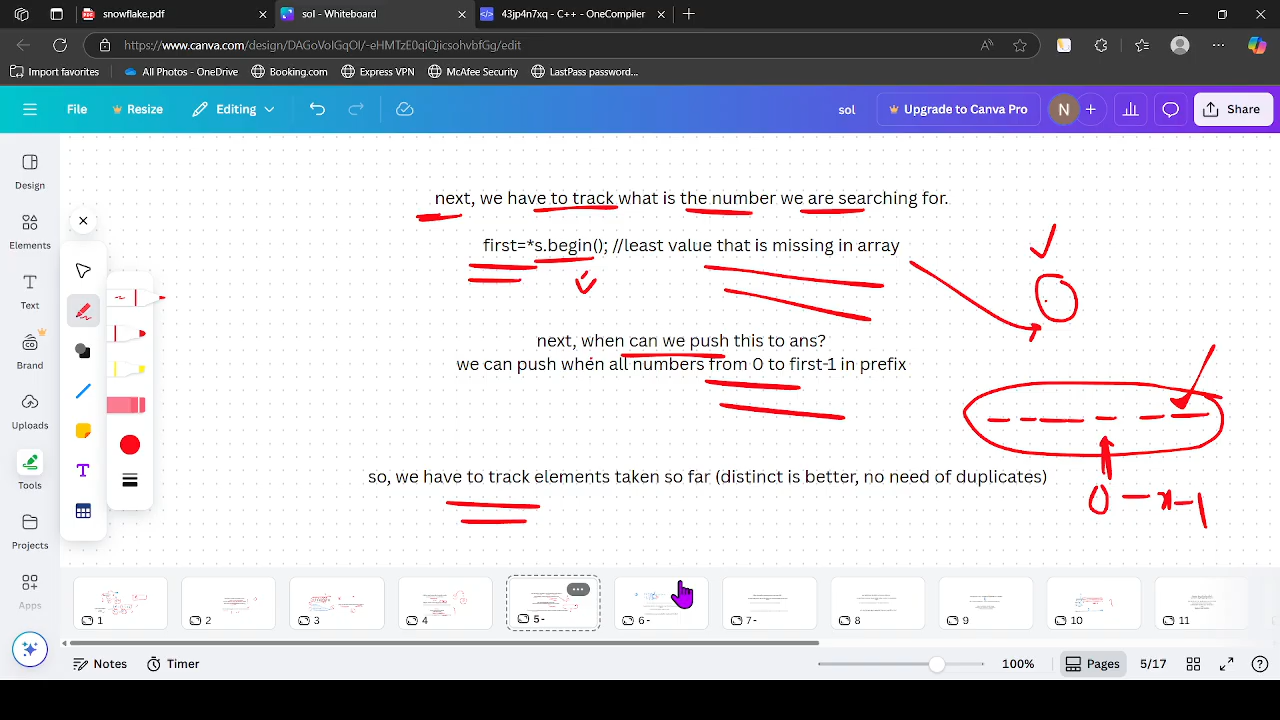 snowflake.pdf
sol - Whiteboard
43jp4n7xq - C++ - OneCompiler
https://www.canva.com/design/DAGoVolGqOI/-eHMTzE0qiQjicsohvbfGg/edit
Import favorites
All Photos - OneDrive
Booking.com
Express VPN
McAfee Security
LastPass password...
File
Resize
Editing
sol
Upgrade to Canva Pro
N
Share
Design
Elements
Text
Brand
Uploads
Tools
Projects
Apps
next, we have to track what is the number we are searching for.
first=*s.begin(); //least value that is missing in array
next, when can we push this to ans?
we can push when all numbers from 0 to first-1 in prefix
so, we have to track elements taken so far (distinct is better, no need of duplicates)
0 - x-1
1
2
3
4
5 -
6 -
7 -
8
9
10
11
Notes
Timer
100%
Pages
5/17